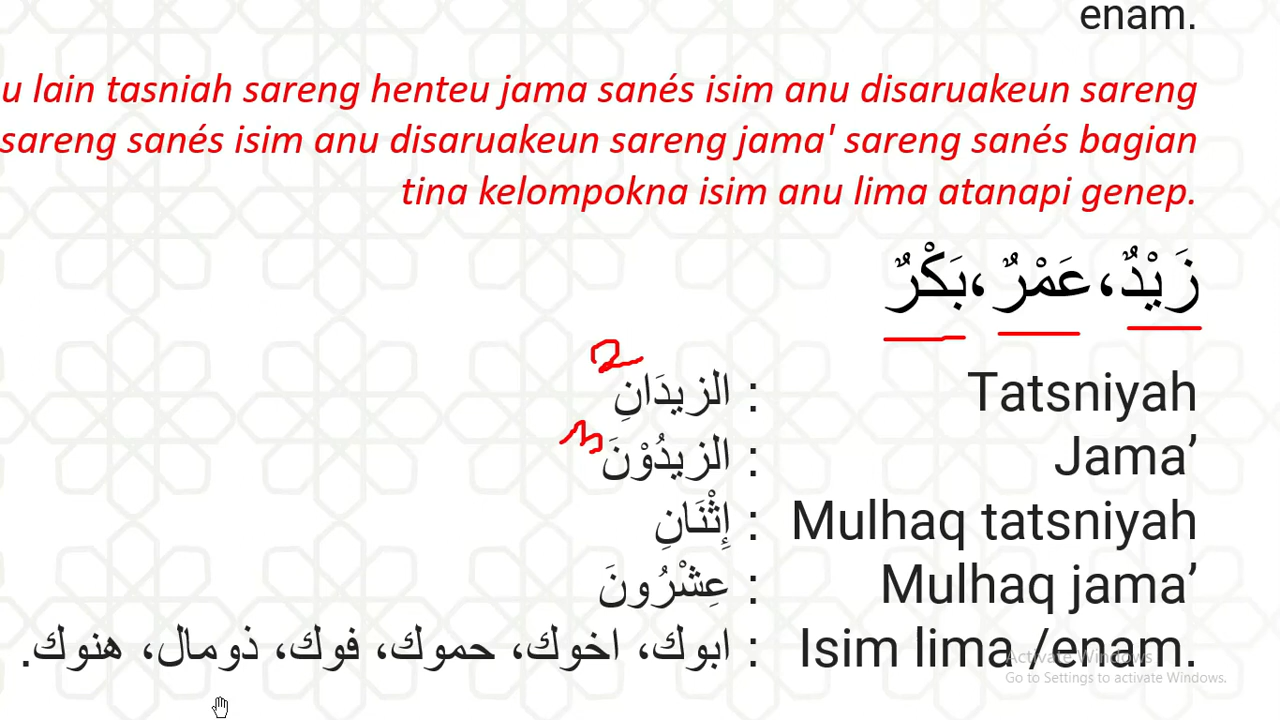 enam.
u lain tasniah sareng henteu jama sanés isim anu disaruakeun sareng
sareng sanés isim anu disaruakeun sareng jama' sareng sanés bagian
tina kelompokna isim anu lima atanapi genep.
زَيْدٌ، عَمْرٌ، بَكْرٌ
Tatsniyah : الزيدَانِ
2
Jama’ : الزيدُوْنَ
Mulhaq tatsniyah : إِثْنَانِ
Mulhaq jama’ : عِشْرُونَ
Isim lima /enam. : ابوك، اخوك، حموك، فوك، ذومال، هنوك.
Activate Windows
Go to Settings to activate Windows.